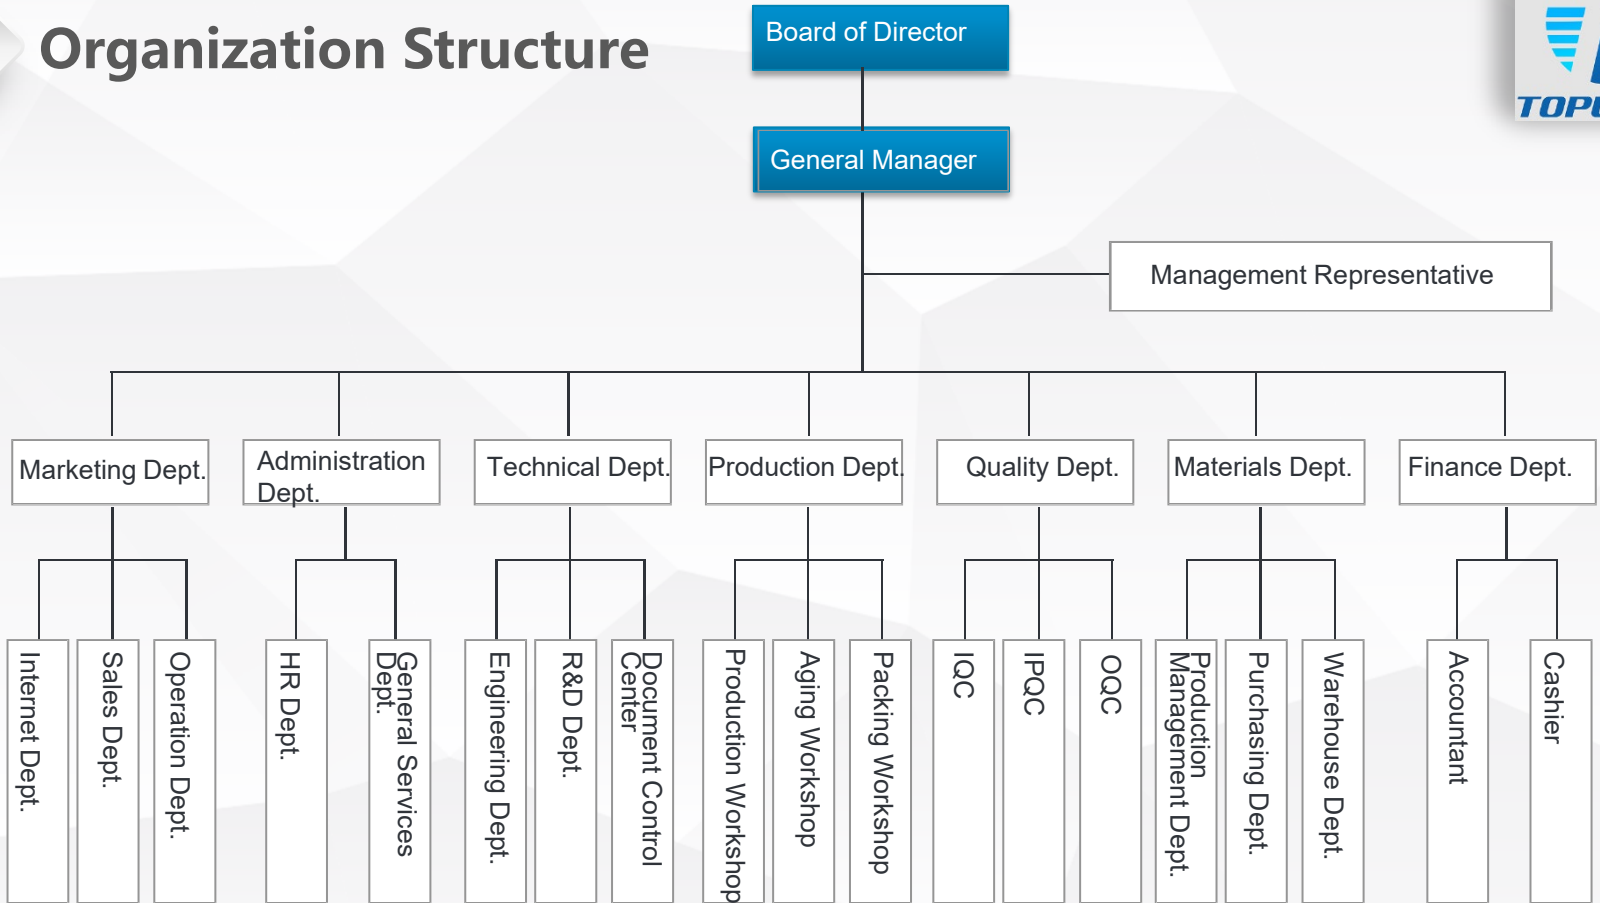 Organization Structure
Board of Director
General Manager
Management Representative
Marketing Dept.
Administration
Dept.
Technical Dept.
Production Dept.
Quality Dept.
Materials Dept.
Finance Dept.
Internet Dept.
Sales Dept.
Operation Dept.
HR Dept.
General Services
Dept.
Engineering Dept.
R&D Dept.
Document Control
Center
Production Workshop
Aging Workshop
Packing Workshop
IQC
IPQC
OQC
Production
Management Dept.
Purchasing Dept.
Warehouse Dept.
Accountant
Cashier